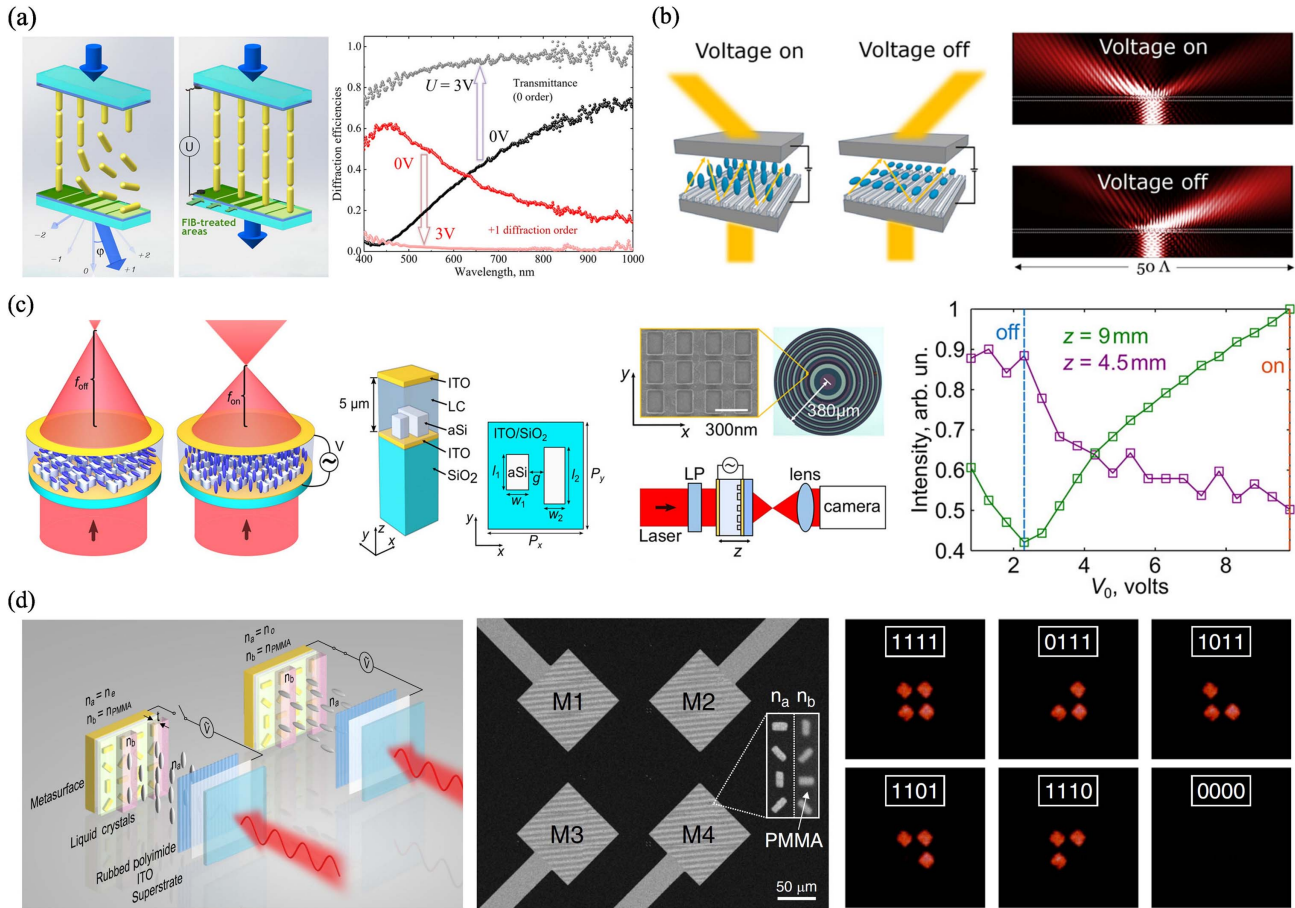 (a)
U
FIB-treated
areas
−2
−1
0
φ
+1
+2
Diffraction efficiencies
1.0
0.8
0.6
0.4
0.2
0.0
U = 3V
Transmittance
(0 order)
0V
0V
3V
+1 diffraction order
400 500 600 700 800 900 1000
Wavelength, nm
(b)
Voltage on
Voltage off
Voltage on
Voltage off
50 Λ
(c)
foff
fon
V
5 μm
ITO
LC
aSi
ITO
SiO2
y z x
ITO/SiO2
l1
aSi
g
l2
w1
w2
Py
y
x
Px
y
x
300nm
380μm
LP
lens
Laser
camera
z
Intensity, arb. un.
1
0.9
0.8
0.7
0.6
0.5
0.4
off
z = 9mm
z = 4.5mm
on
2 4 6 8
V0, volts
(d)
na = no
nb = nPMMA
na = ne
nb = nPMMA
nb
na
nb
na
Ṽ
Ṽ
Metasurface
Liquid crystals
Rubbed polyimide
ITO
Superstrate
M1
M2
M3
M4
na nb
PMMA
50 μm
1111
0111
1011
1101
1110
0000